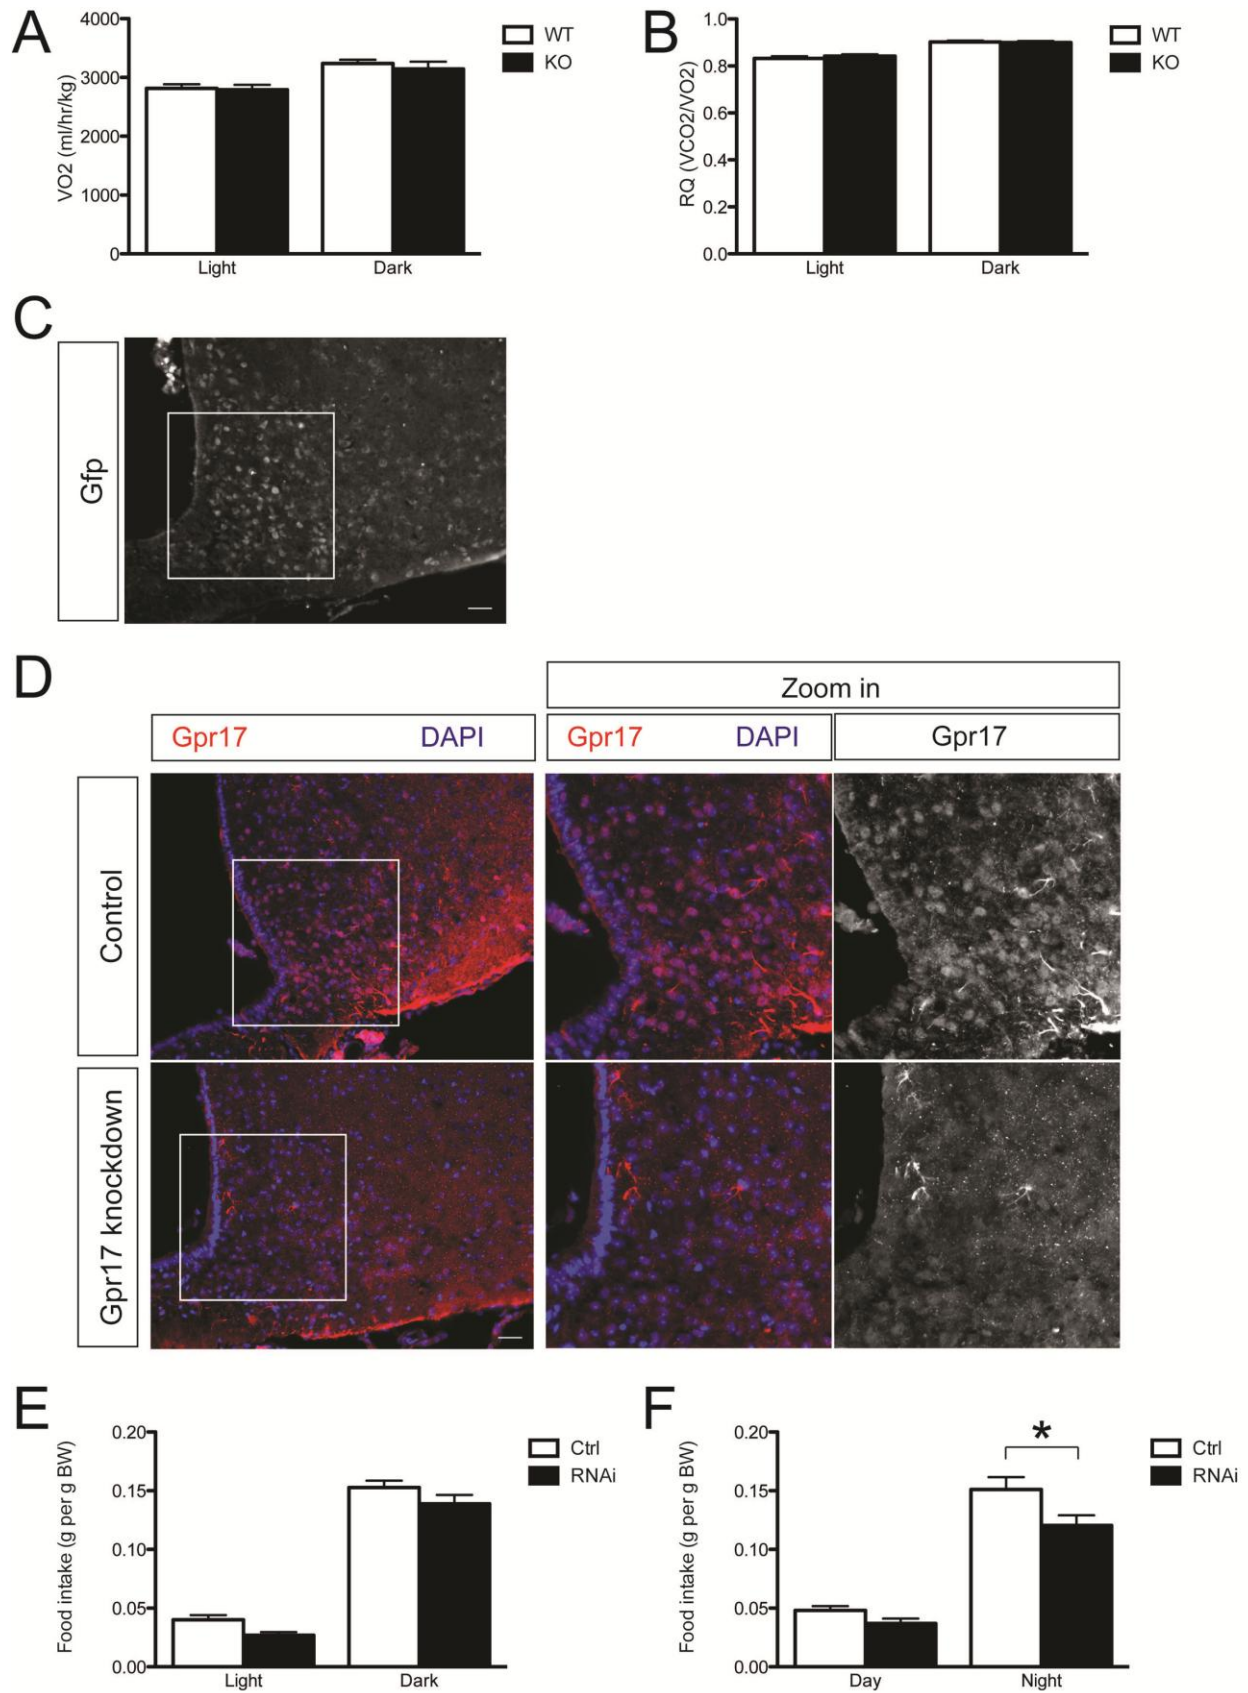 A
VO2 (ml/hr/kg)
4000
3000
2000
1000
0
Light
Dark
WT
KO
B
RQ (VCO2/VO2)
1.0
0.8
0.6
0.4
0.2
0.0
Light
Dark
WT
KO
C
Gfp
D
Zoom in
Gpr17 DAPI
Gpr17 DAPI
Gpr17
Control
Gpr17 knockdown
E
Food intake (g per g BW)
0.20
0.15
0.10
0.05
0.00
Light
Dark
Ctrl
RNAi
F
Food intake (g per g BW)
0.20
0.15
0.10
0.05
0.00
*
Day
Night
Ctrl
RNAi